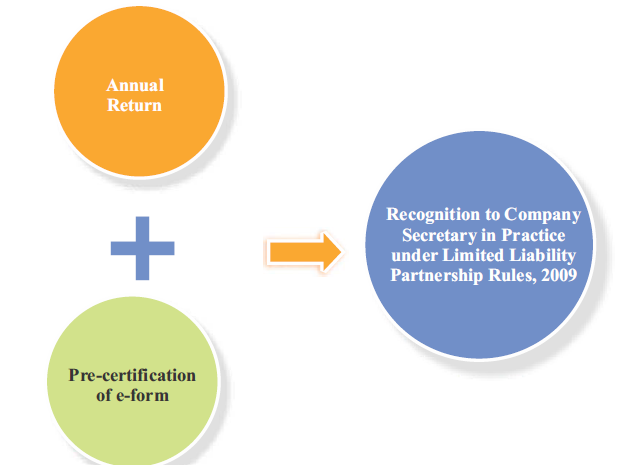 Annual
Return
Recognition to Company
Secretary in Practice
under Limited Liability
Partnership Rules, 2009
Pre-certification
of e-form